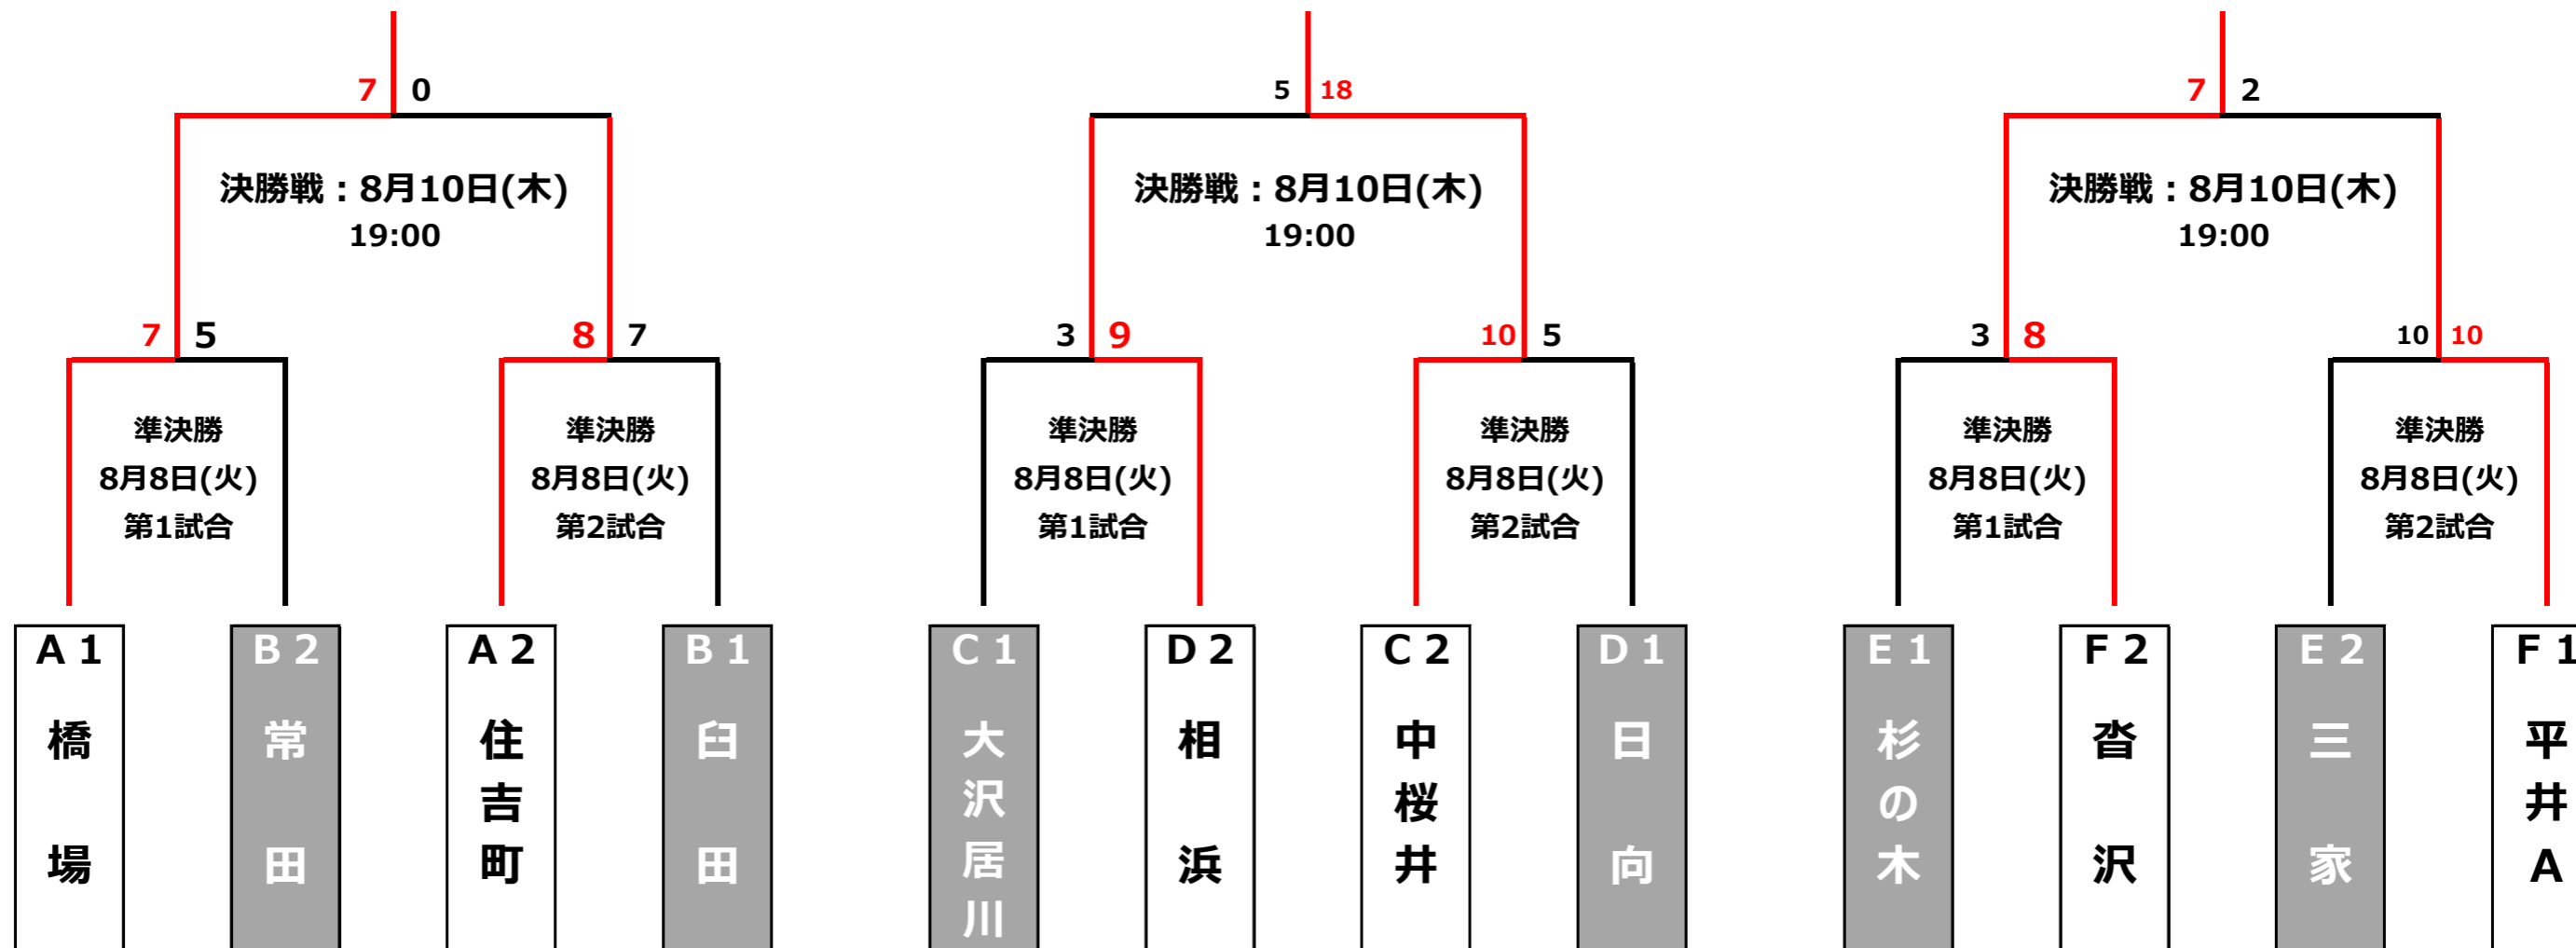 7 0
5 18
7 2
決勝戦：8月10日(木)
19:00
決勝戦：8月10日(木)
19:00
決勝戦：8月10日(木)
19:00
7 5
8 7
3 9
10 5
3 8
10 10
準決勝
8月8日(火)
第1試合
準決勝
8月8日(火)
第2試合
準決勝
8月8日(火)
第1試合
準決勝
8月8日(火)
第2試合
準決勝
8月8日(火)
第1試合
準決勝
8月8日(火)
第2試合
A 1
橋場
B 2
常田
A 2
住吉町
B 1
臼田
C 1
大沢居川
D 2
相浜
C 2
中桜井
D 1
日向
E 1
杉の木
F 2
沓沢
E 2
三家
F 1
平井A